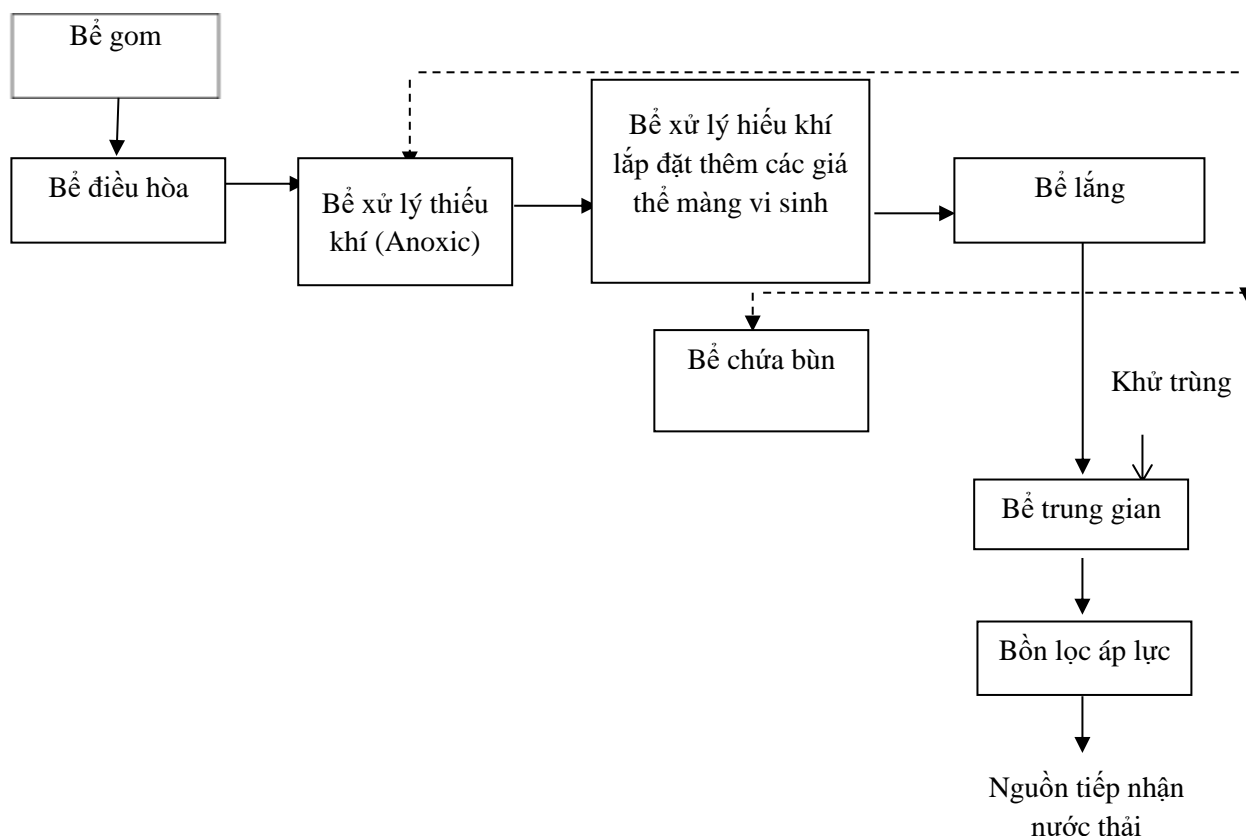 Bể gom
Bể điều hòa
Bể xử lý thiếu
khí (Anoxic)
Bể xử lý hiếu khí
lắp đặt thêm các giá
thể màng vi sinh
Bể lắng
Bể chứa bùn
Khử trùng
Bể trung gian
Bồn lọc áp lực
Nguồn tiếp nhận
nước thải